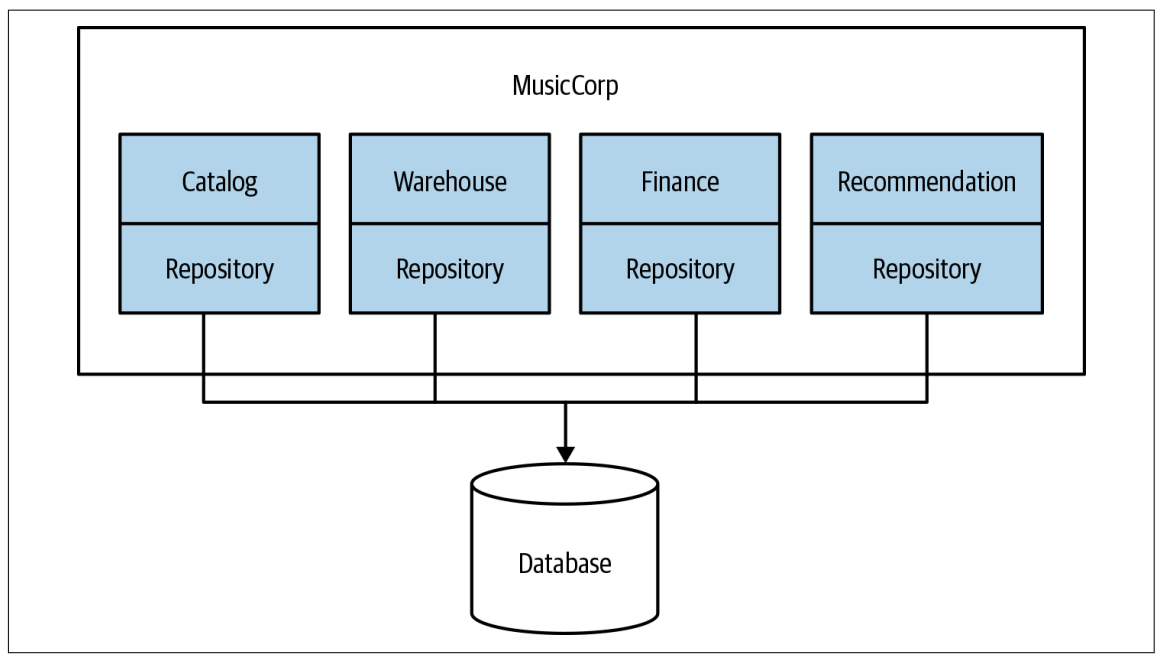 MusicCorp
Catalog
Warehouse
Finance
Recommendation
Repository
Repository
Repository
Repository
Database